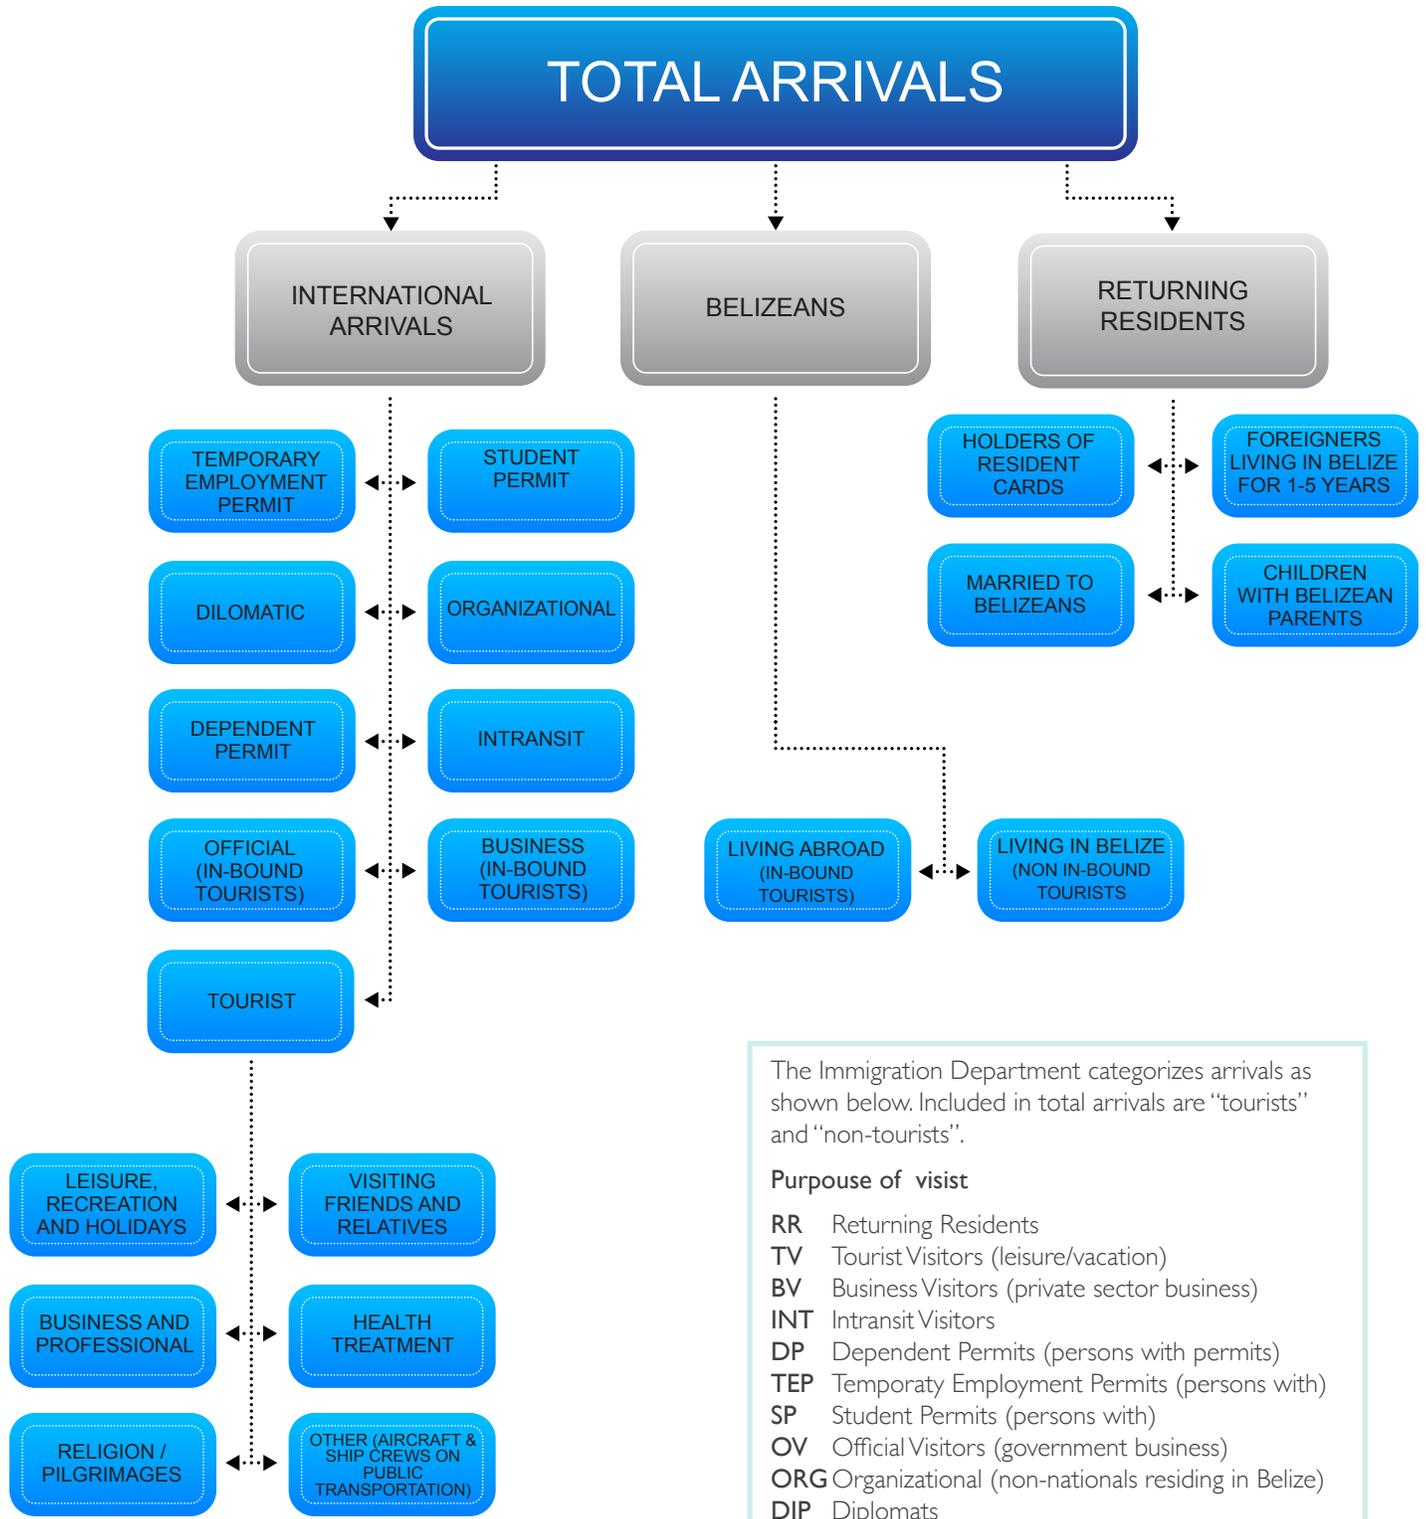 TOTAL ARRIVALS
INTERNATIONAL
ARRIVALS
BELIZEANS
RETURNING
RESIDENTS
TEMPORARY
EMPLOYMENT
PERMIT
STUDENT
PERMIT
HOLDERS OF
RESIDENT
CARDS
FOREIGNERS
LIVING IN BELIZE
FOR 1-5 YEARS
DILOMATIC
ORGANIZATIONAL
MARRIED TO
BELIZEANS
CHILDREN
WITH BELIZEAN
PARENTS
DEPENDENT
PERMIT
INTRANSIT
OFFICIAL
(IN-BOUND
TOURISTS)
BUSINESS
(IN-BOUND
TOURISTS)
LIVING ABROAD
(IN-BOUND
TOURISTS)
LIVING IN BELIZE
(NON IN-BOUND
TOURISTS
TOURIST
LEISURE,
RECREATION
AND HOLIDAYS
VISITING
FRIENDS AND
RELATIVES
BUSINESS AND
PROFESSIONAL
HEALTH
TREATMENT
RELIGION /
PILGRIMAGES
OTHER (AIRCRAFT &
SHIP CREWS ON
PUBLIC
TRANSPORTATION)
The Immigration Department categorizes arrivals as
shown below. Included in total arrivals are “tourists”
and “non-tourists”.
Purpouse of visist
RR Returning Residents
TV Tourist Visitors (leisure/vacation)
BV Business Visitors (private sector business)
INT Intransit Visitors
DP Dependent Permits (persons with permits)
TEP Temporaty Employment Permits (persons with)
SP Student Permits (persons with)
OV Official Visitors (government business)
ORG Organizational (non-nationals residing in Belize)
DIP Diplomats